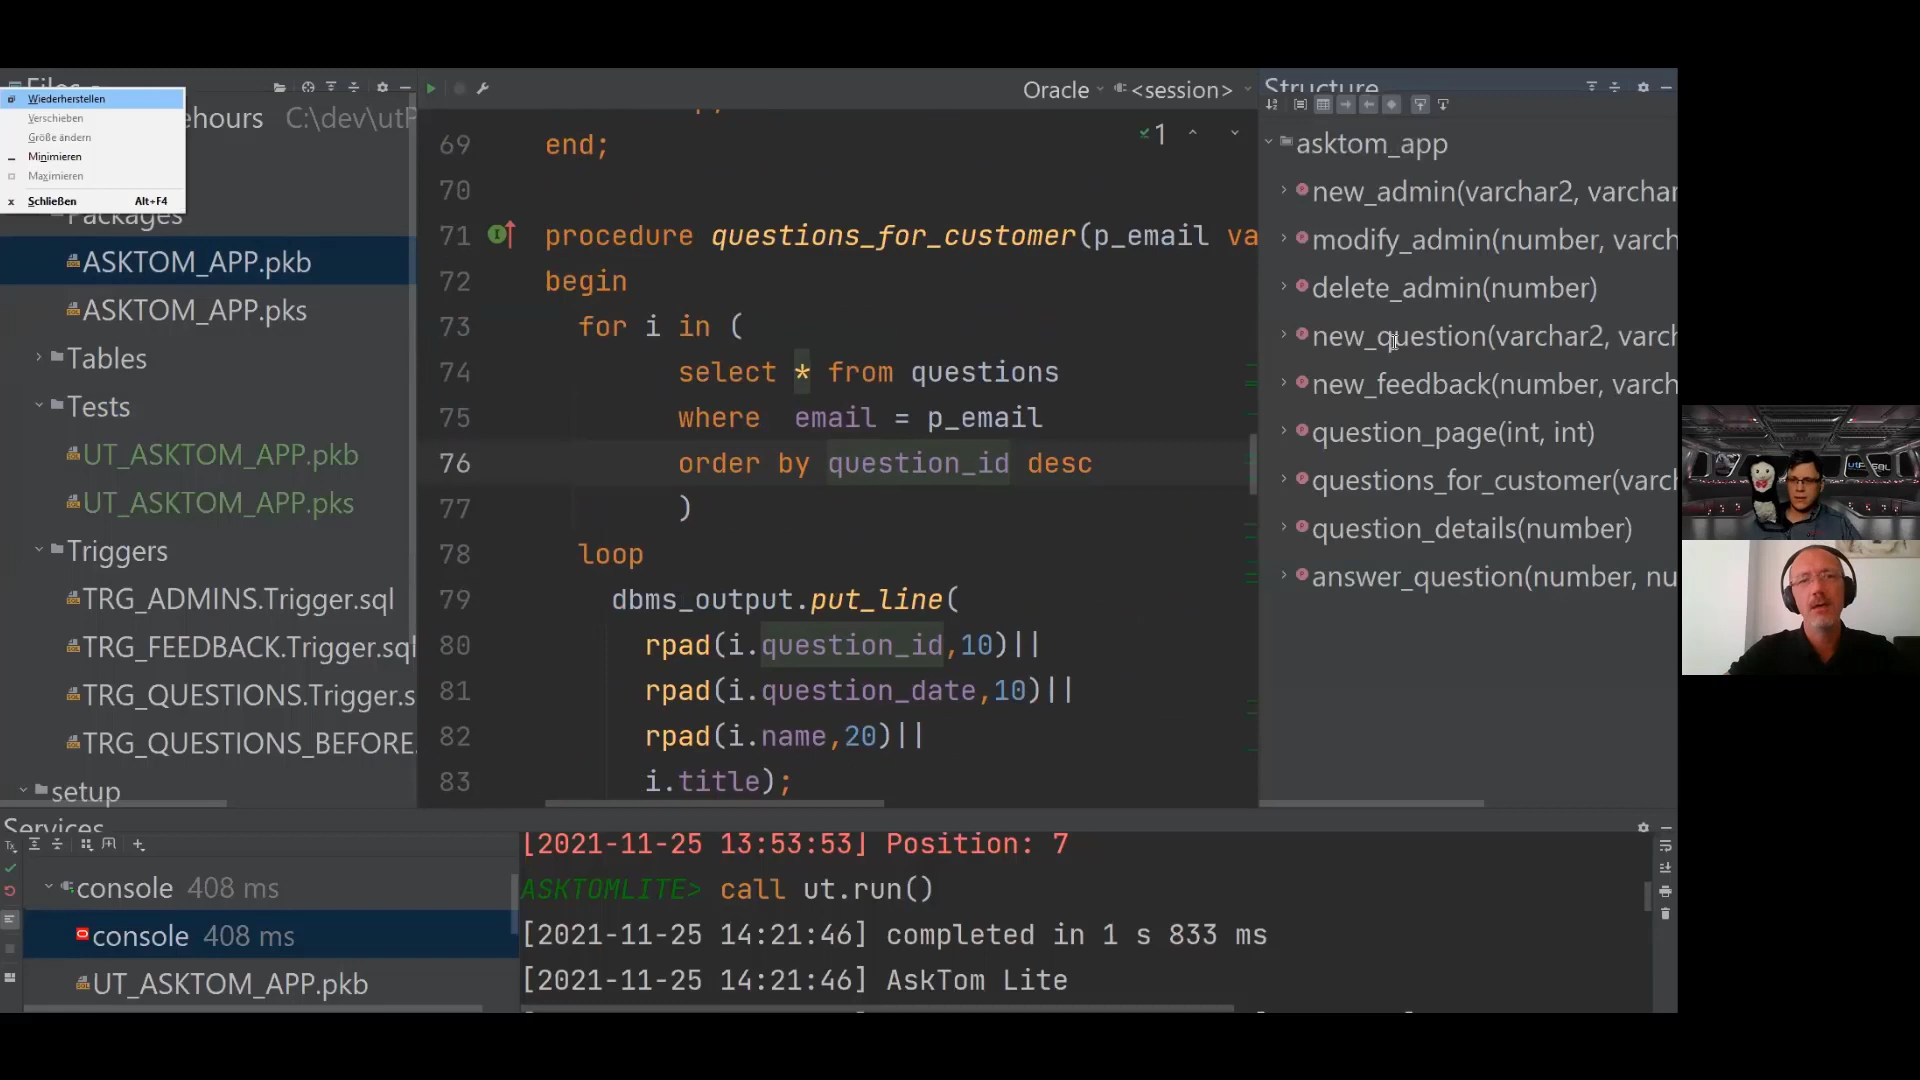 Files
Wiederherstellen
Verschieben
Größe ändern
Minimieren
Maximieren
Schließen Alt+F4
ehours C:\dev\utP
Packages
ASKTOM_APP.pkb
ASKTOM_APP.pks
Tables
Tests
UT_ASKTOM_APP.pkb
UT_ASKTOM_APP.pks
Triggers
TRG_ADMINS.Trigger.sql
TRG_FEEDBACK.Trigger.sql
TRG_QUESTIONS.Trigger.s
TRG_QUESTIONS_BEFORE.
setup
Oracle <session>
1
69 end;
70
71 procedure questions_for_customer(p_email va
72 begin
73 for i in (
74 select * from questions
75 where email = p_email
76 order by question_id desc
77 )
78 loop
79 dbms_output.put_line(
80 rpad(i.question_id,10)||
81 rpad(i.question_date,10)||
82 rpad(i.name,20)||
83 i.title);
Structure
asktom_app
new_admin(varchar2, varchar
modify_admin(number, varch
delete_admin(number)
new_question(varchar2, varch
new_feedback(number, varch
question_page(int, int)
questions_for_customer(varch
question_details(number)
answer_question(number, nu
Services
Tx
console 408 ms
console 408 ms
UT_ASKTOM_APP.pkb
[2021-11-25 13:53:53] Position: 7
ASKTOMLITE> call ut.run()
[2021-11-25 14:21:46] completed in 1 s 833 ms
[2021-11-25 14:21:46] AskTom Lite